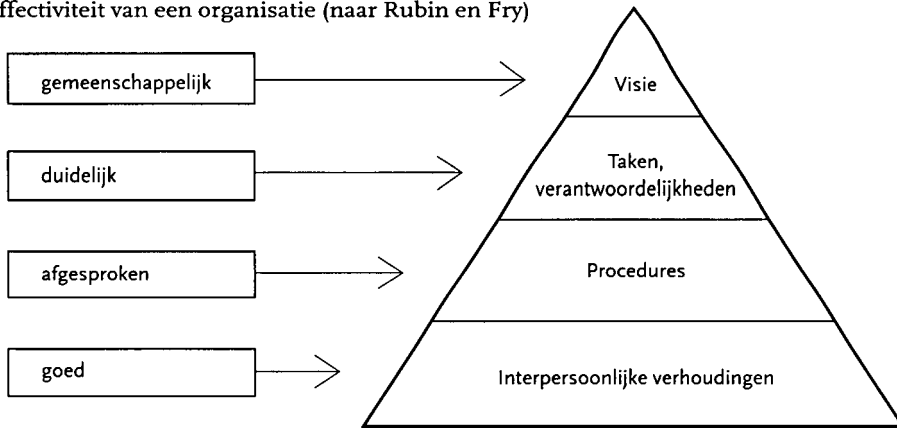 ffectiviteit van een organisatie (naar Rubin en Fry)
gemeenschappelijk
Visie
duidelijk
Taken,
verantwoordelijkheden
afgesproken
Procedures
goed
Interpersoonlijke verhoudingen